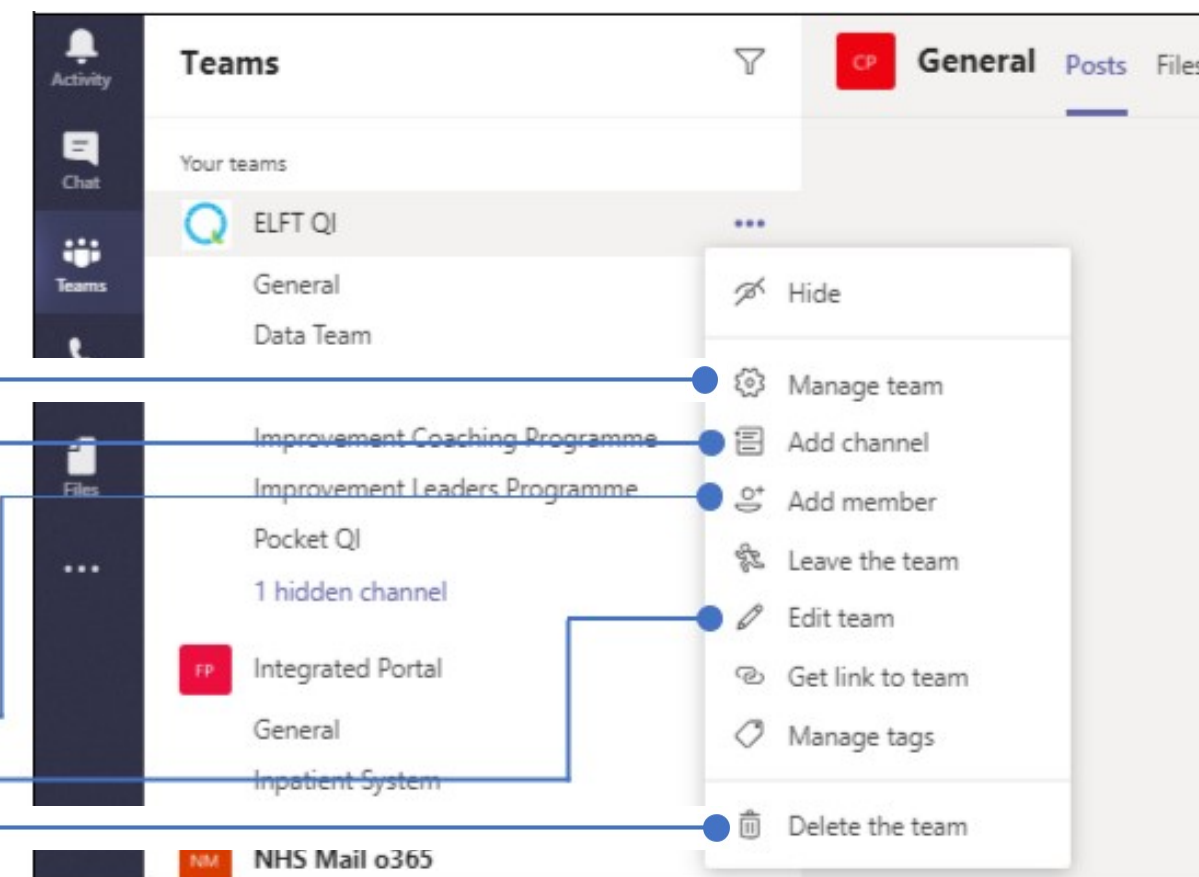 Activity
Chat
Teams
Files
Teams
Your teams
ELFT QI
General
Data Team
Improvement Coaching Programme
Improvement Leaders Programme
Pocket QI
1 hidden channel
FP Integrated Portal
General
Inpatient System
NM NHS Mail o365
CP General Posts Files
Hide
Manage team
Add channel
Add member
Leave the team
Edit team
Get link to team
Manage tags
Delete the team